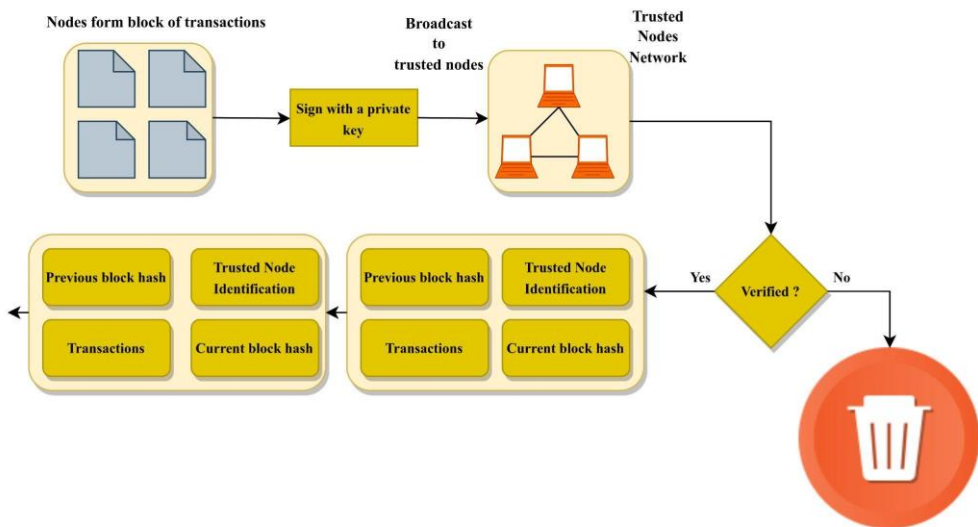 Nodes form block of transactions
Broadcast
to
trusted nodes
Trusted
Nodes
Network
Sign with a private
key
Previous block hash
Trusted Node
Identification
Transactions
Current block hash
Previous block hash
Trusted Node
Identification
Transactions
Current block hash
Yes
Verified ?
No